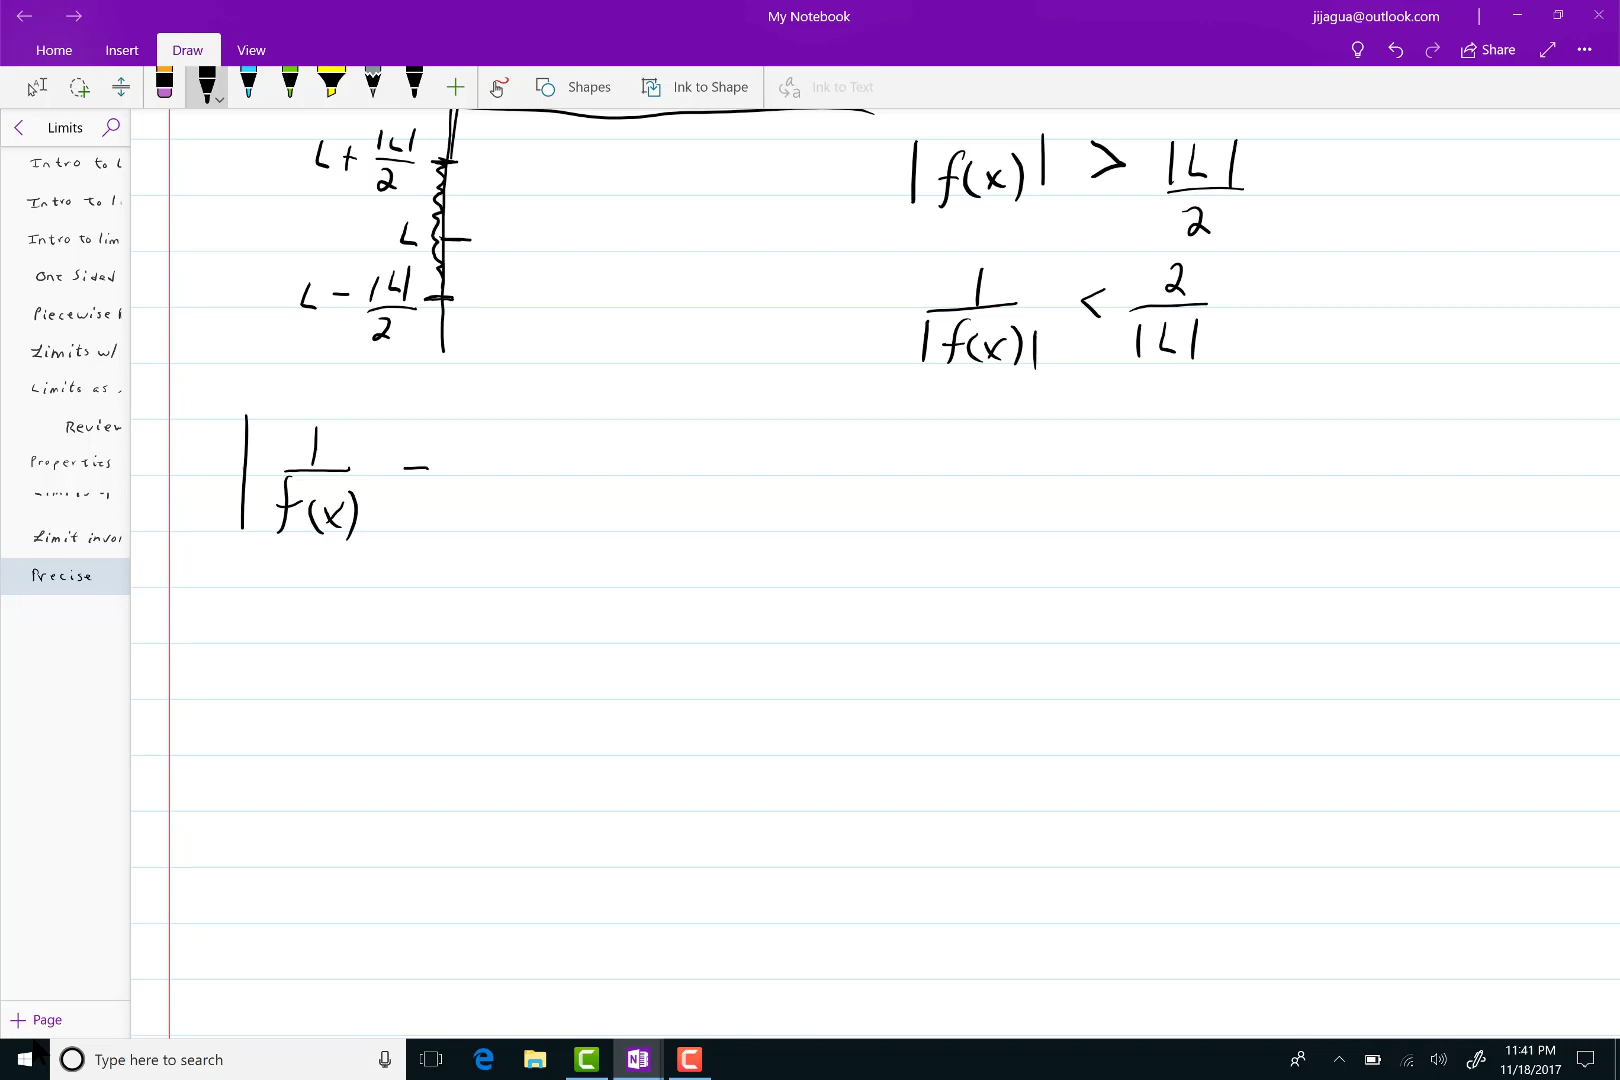 My Notebook
jijagua@outlook.com
Home Insert Draw View
Share
Shapes
Ink to Shape
Ink to Text
Limits
Intro to L
Intro to l
Intro to lim
One Sided
Piecewise
Limits w/
Limits as
Review
Properties
Limit invol
Precise
+ Page
L + |L|/2
L
L - |L|/2
|f(x)| > |L|/2
1/|f(x)| < 2/|L|
| 1/f(x) -
Type here to search
11:41 PM
11/18/2017